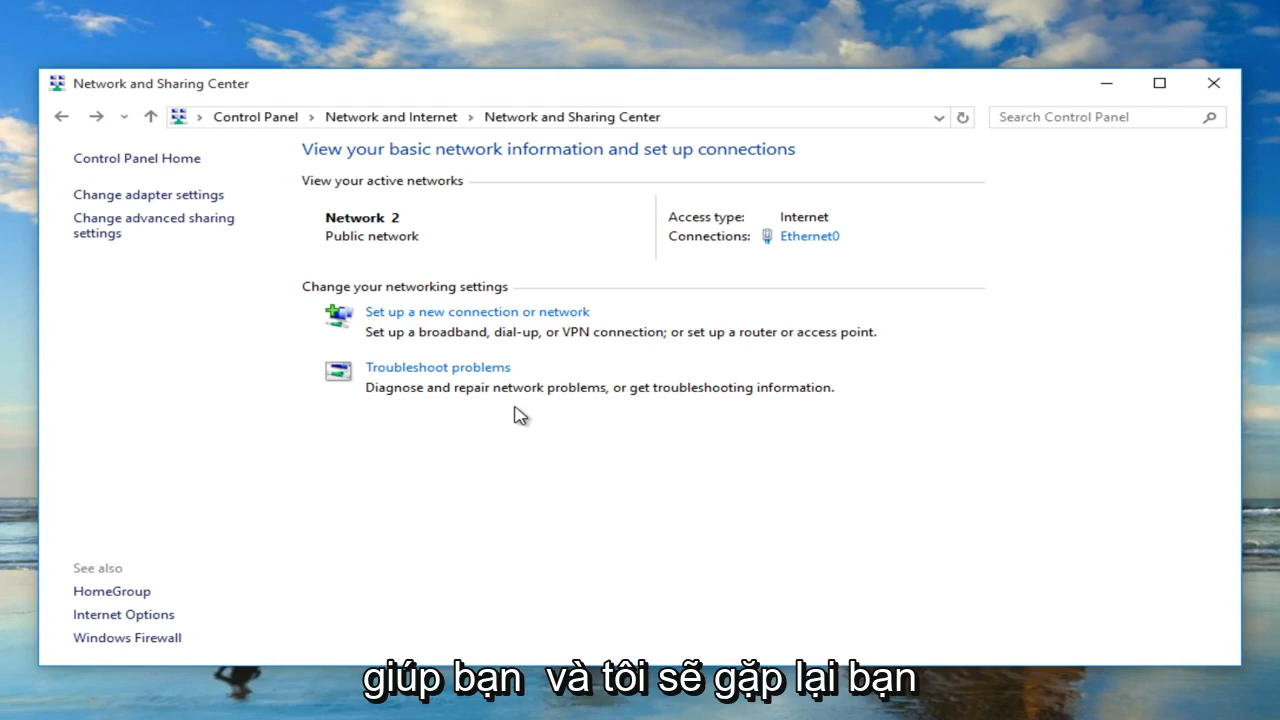 Network and Sharing Center
Control Panel > Network and Internet > Network and Sharing Center
Search Control Panel
Control Panel Home
Change adapter settings
Change advanced sharing
settings
View your basic network information and set up connections
View your active networks
Network 2
Public network
Access type: Internet
Connections: Ethernet0
Change your networking settings
Set up a new connection or network
Set up a broadband, dial-up, or VPN connection; or set up a router or access point.
Troubleshoot problems
Diagnose and repair network problems, or get troubleshooting information.
See also
HomeGroup
Internet Options
Windows Firewall
giúp bạn và tôi sẽ gặp lại bạn